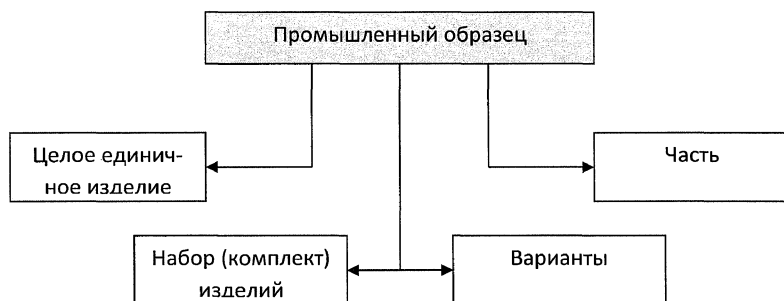 Промышленный образец
Целое единич-
ное изделие
Часть
Набор (комплект)
изделий
Варианты